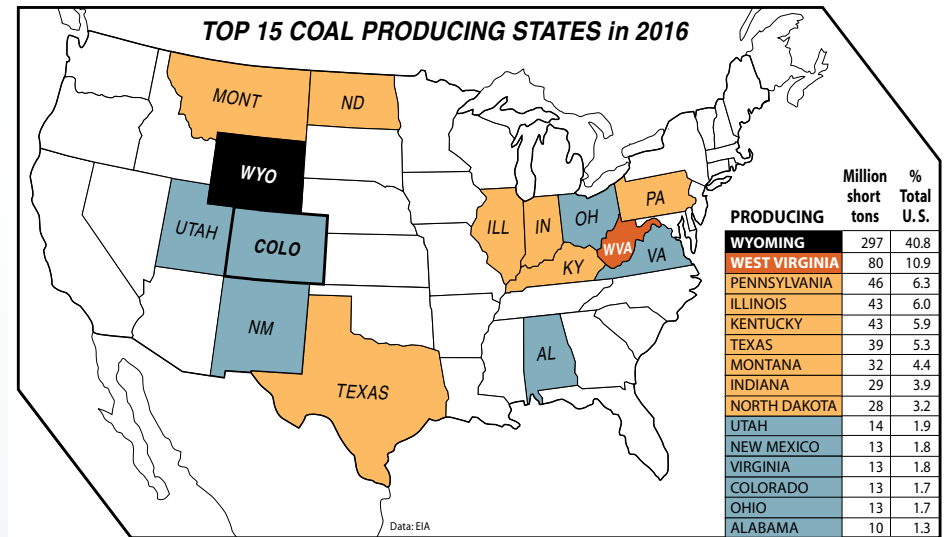 TOP 15 COAL PRODUCING STATES in 2016
MONT
ND
WYO
UTAH
COLO
NM
TEXAS
ILL
IN
OH
PA
WVA
VA
KY
AL
Data: EIA
PRODUCING Million short tons % Total U. S.
WYOMING 297 40.8
WEST VIRGINIA 80 10.9
PENNSYLVANIA 46 6.3
ILLINOIS 43 6.0
KENTUCKY 43 5.9
TEXAS 39 5.3
MONTANA 32 4.4
INDIANA 29 3.9
NORTH DAKOTA 28 3.2
UTAH 14 1.9
NEW MEXICO 13 1.8
VIRGINIA 13 1.8
COLORADO 13 1.7
OHIO 13 1.7
ALABAMA 10 1.3